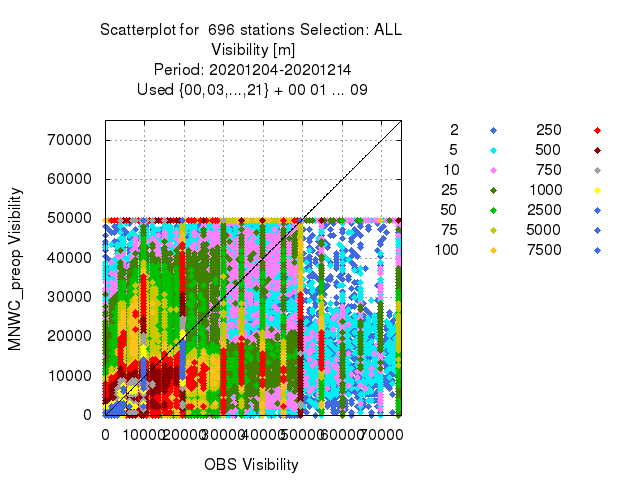 Scatterplot for 696 stations Selection: ALL
Visibility [m]
Period: 20201204-20201214
Used {00,03,...,21} + 00 01 ... 09
MNWC_preop Visibility
70000
60000
50000
40000
30000
20000
10000
0
0 10000 20000 30000 40000 50000 60000 70000
OBS Visibility
2 250
5 500
10 750
25 1000
50 2500
75 5000
100 7500